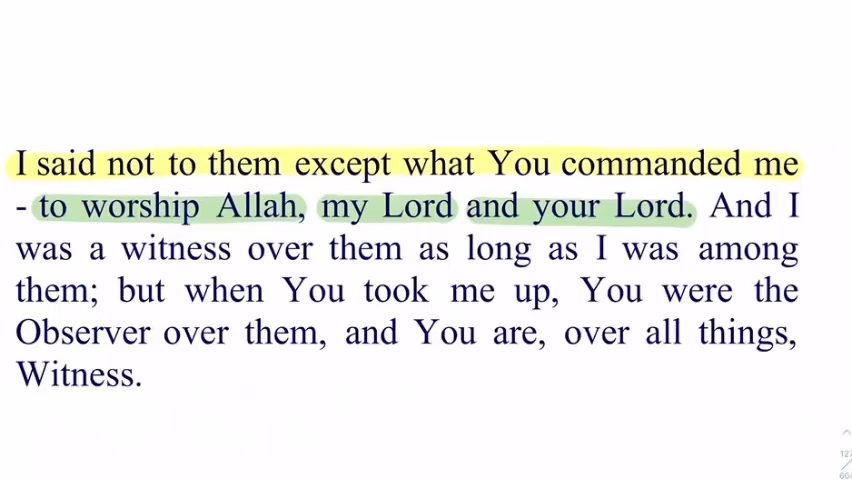 I said not to them except what You commanded me
- to worship Allah, my Lord and your Lord. And I
was a witness over them as long as I was among
them; but when You took me up, You were the
Observer over them, and You are, over all things,
Witness.
127